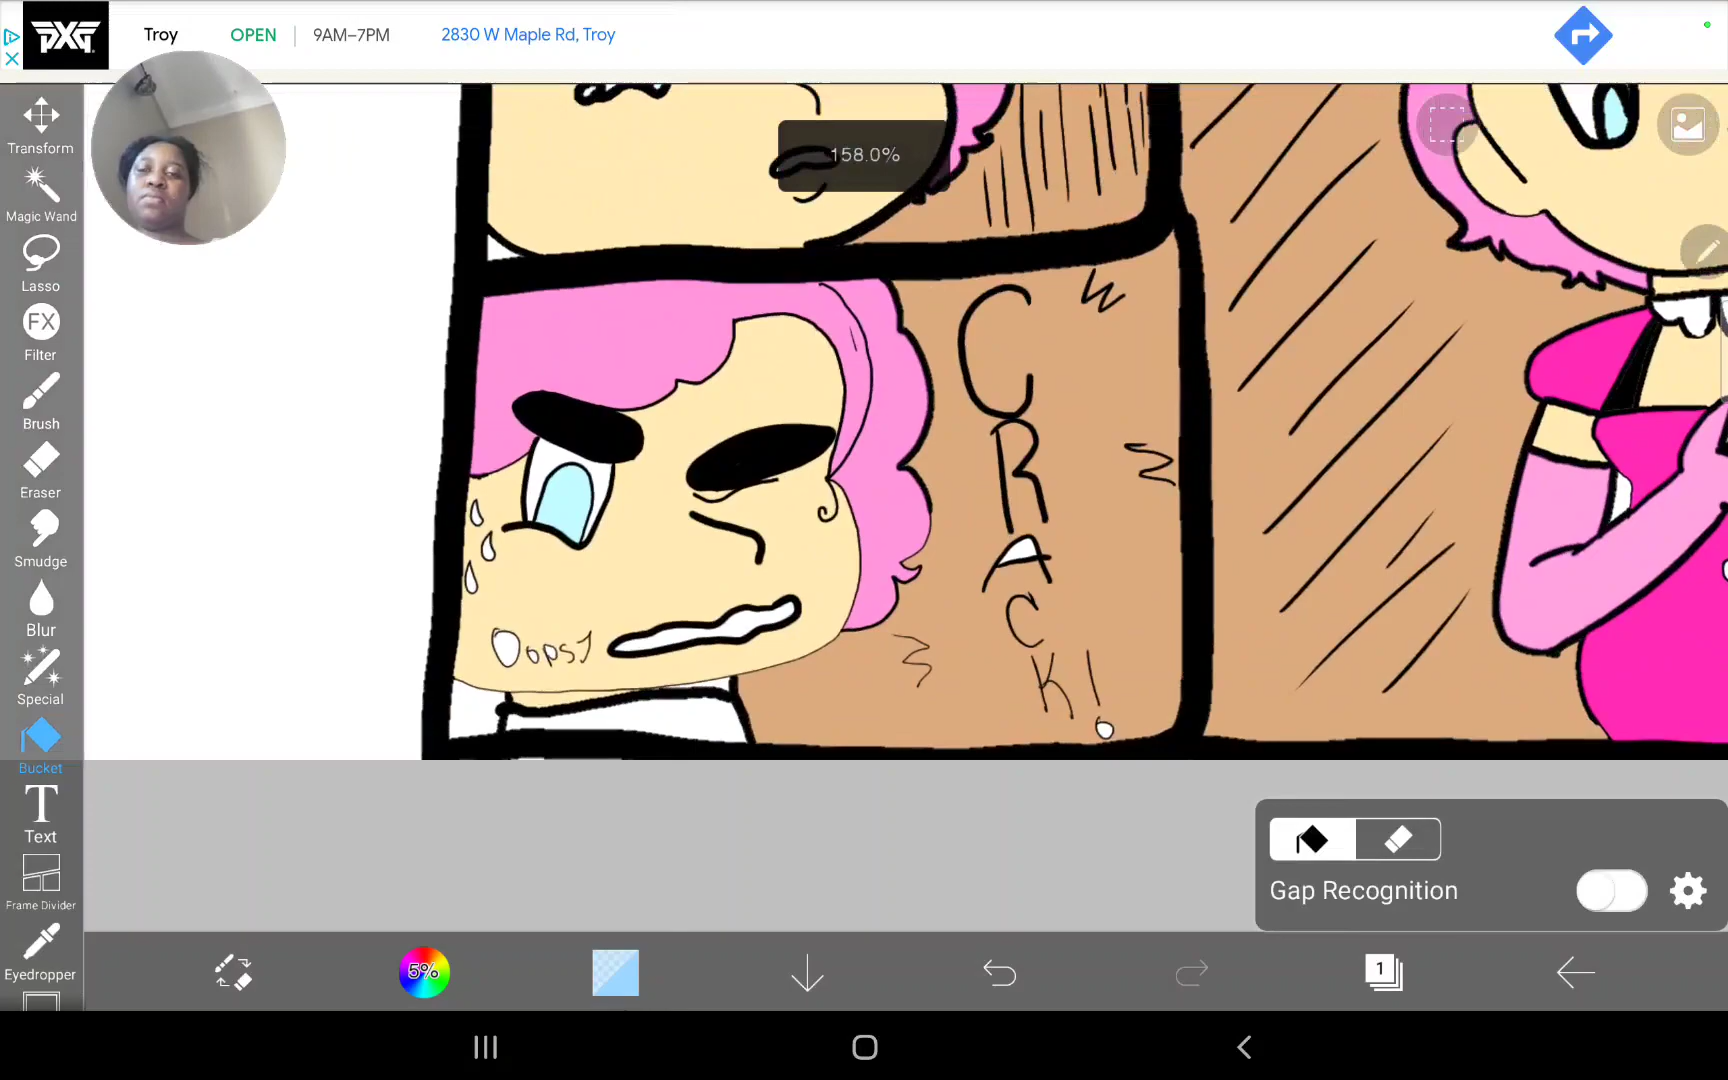 PXG
Troy
OPEN
9AM–7PM
2830 W Maple Rd, Troy
Transform
Magic Wand
Lasso
FX
Filter
Brush
Eraser
Smudge
Blur
Special
Bucket
T
Text
Frame Divider
Eyedropper
158.0%
CRACK!
Oops
Gap Recognition
5%
1